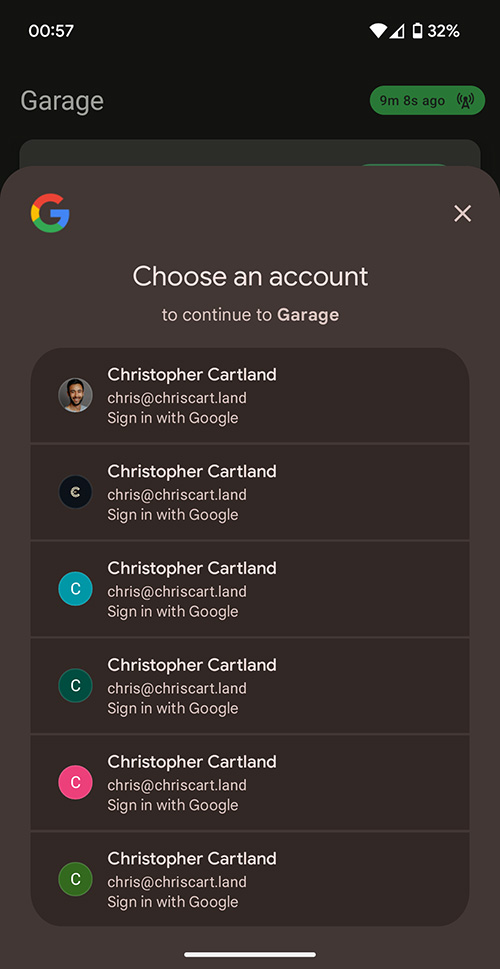 00:57
32%
Garage
9m 8s ago
Choose an account
to continue to Garage
Christopher Cartland
chris@chriscart.land
Sign in with Google
Christopher Cartland
chris@chriscart.land
Sign in with Google
C
Christopher Cartland
chris@chriscart.land
Sign in with Google
C
Christopher Cartland
chris@chriscart.land
Sign in with Google
C
Christopher Cartland
chris@chriscart.land
Sign in with Google
C
Christopher Cartland
chris@chriscart.land
Sign in with Google